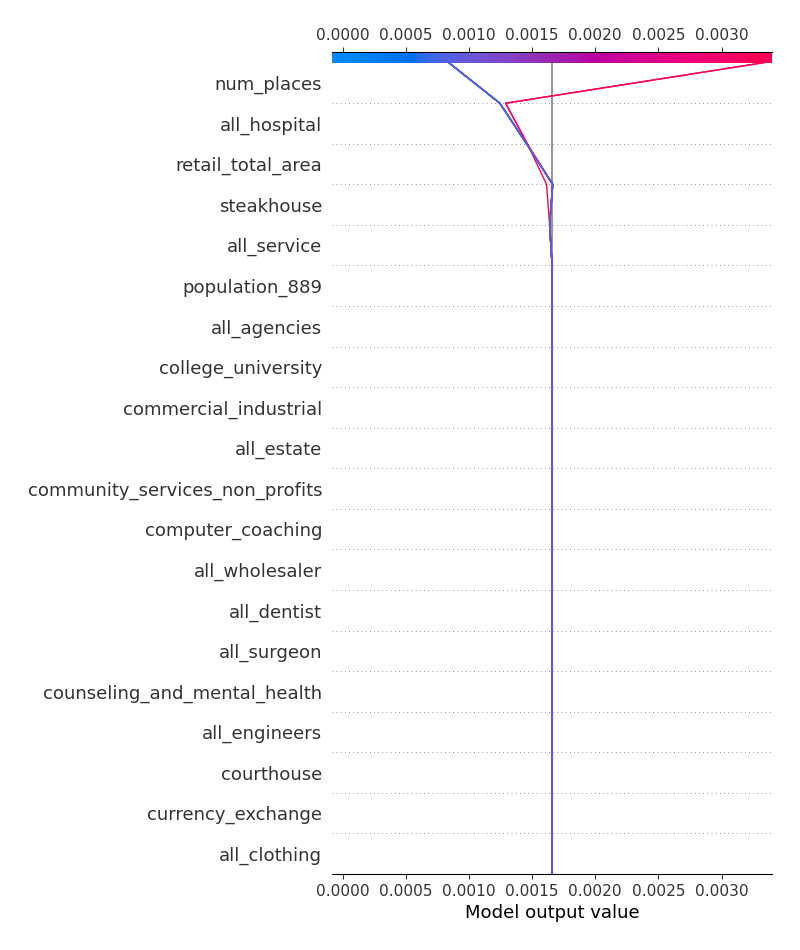 0.0000 0.0005 0.0010 0.0015 0.0020 0.0025 0.0030
num_places
all_hospital
retail_total_area
steakhouse
all_service
population_889
all_agencies
college_university
commercial_industrial
all_estate
community_services_non_profits
computer_coaching
all_wholesaler
all_dentist
all_surgeon
counseling_and_mental_health
all_engineers
courthouse
currency_exchange
all_clothing
0.0000 0.0005 0.0010 0.0015 0.0020 0.0025 0.0030
Model output value